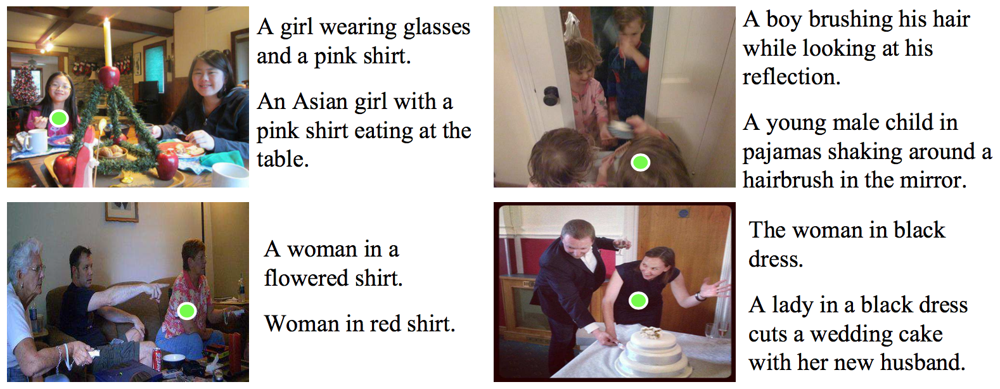 A girl wearing glasses
and a pink shirt.
An Asian girl with a
pink shirt eating at the
table.
A boy brushing his hair
while looking at his
reflection.
A young male child in
pajamas shaking around a
hairbrush in the mirror.
A woman in a
flowered shirt.
Woman in red shirt.
The woman in black
dress.
A lady in a black dress
cuts a wedding cake
with her new husband.